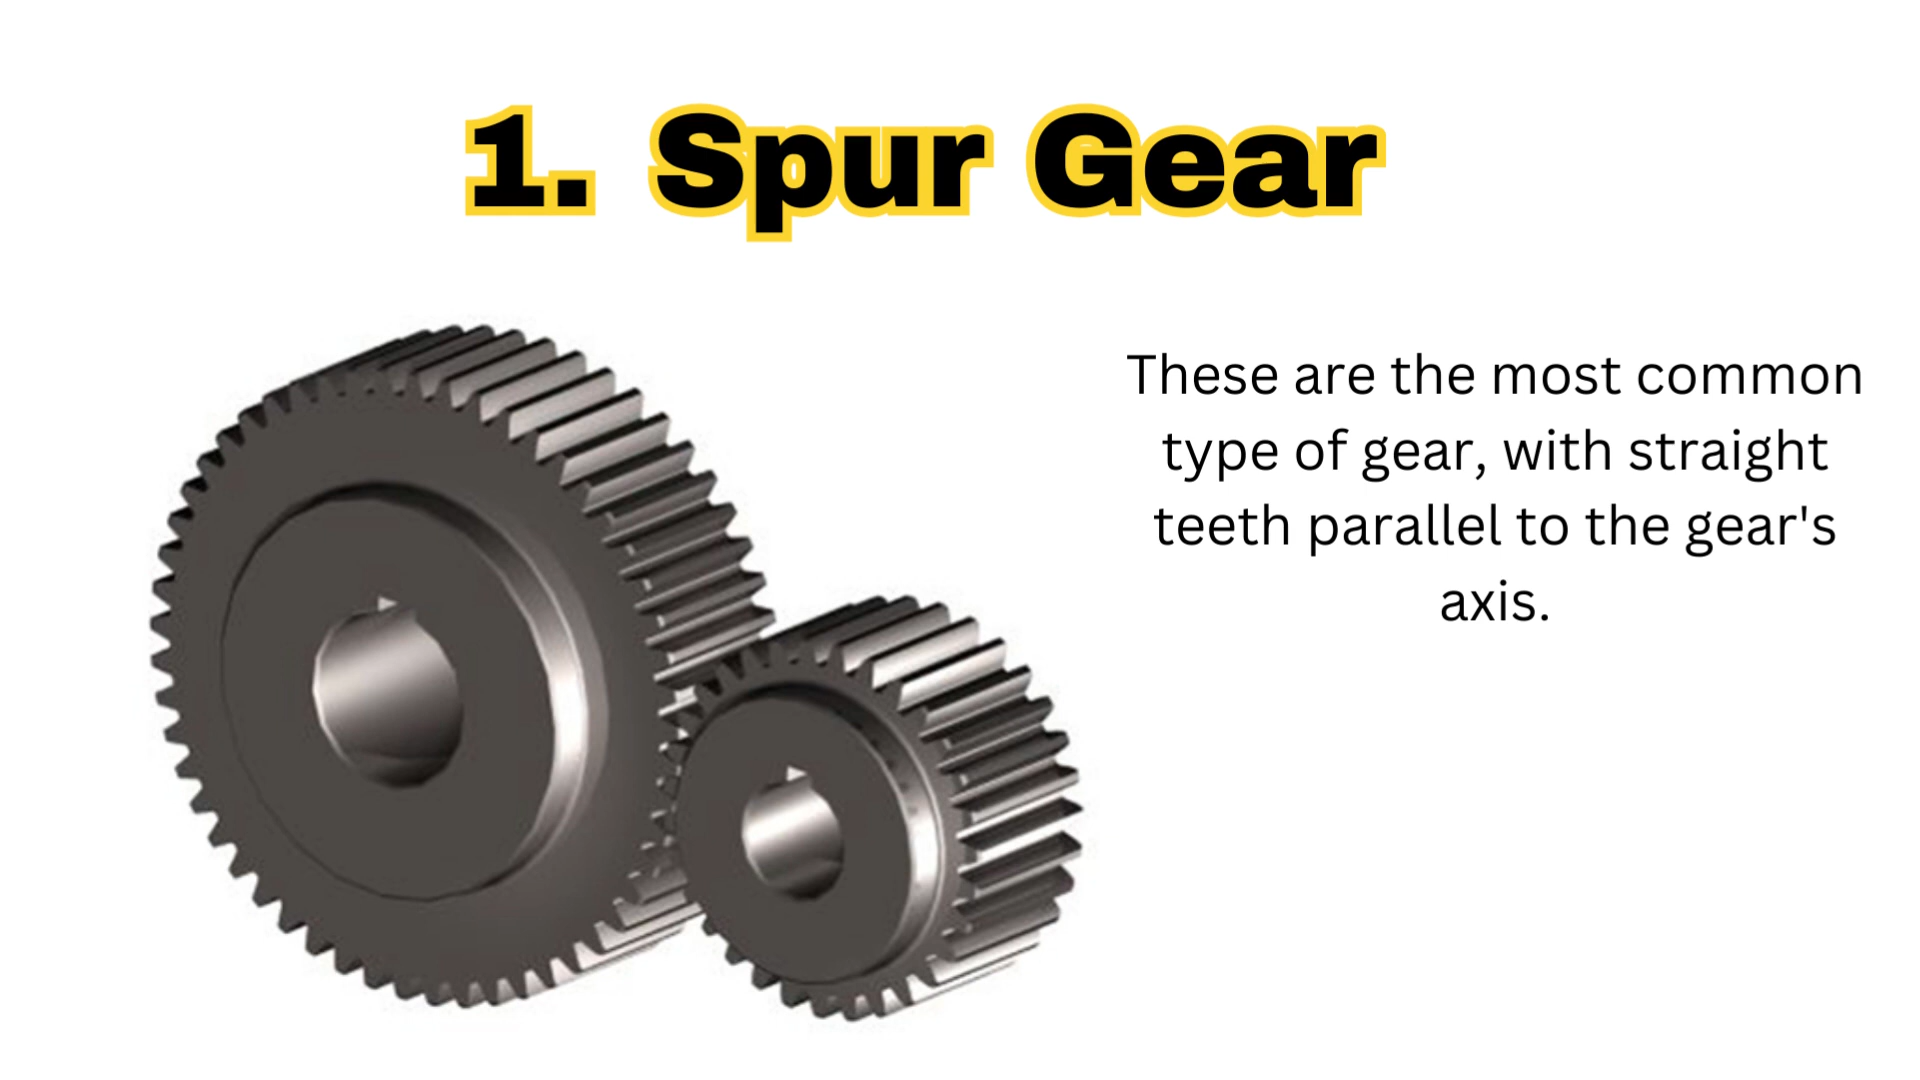 1. Spur Gear
These are the most common
type of gear, with straight
teeth parallel to the gear's
axis.